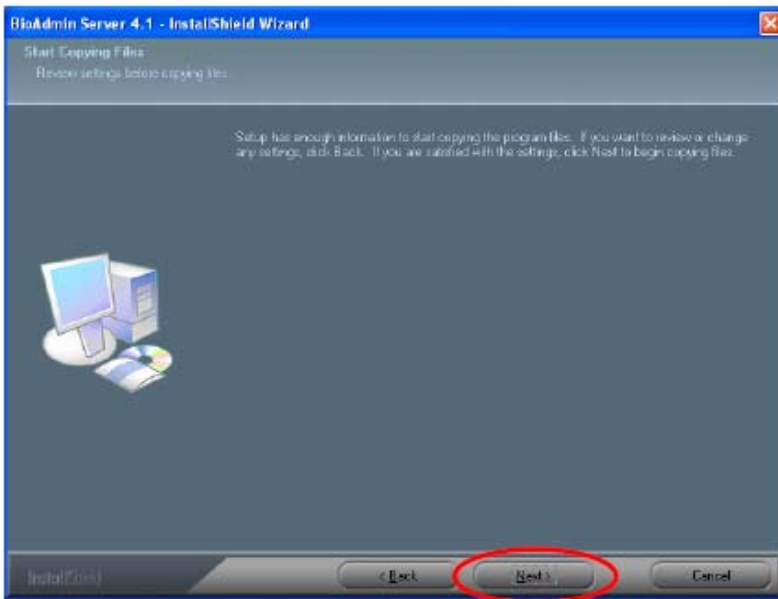 BioAdmin Server 4.1 - InstallShield Wizard
Start Copying Files
Review settings before copying files.
Setup has enough information to start copying the program files. If you want to review or change
any settings, click Back. If you are satisfied with the settings, click Next to begin copying files.
InstallShield
< Back
Next >
Cancel